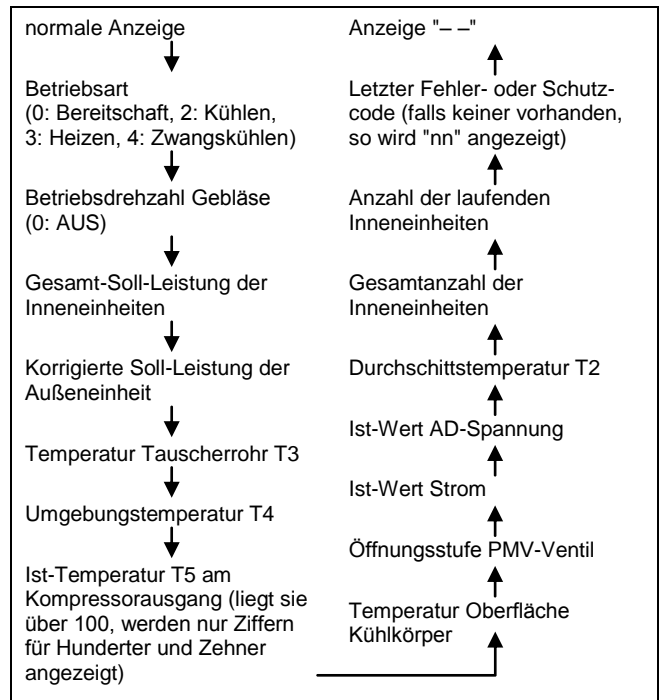 normale Anzeige
Betriebsart
(0: Bereitschaft, 2: Kühlen,
3: Heizen, 4: Zwangskühlen)
Betriebsdrehzahl Gebläse
(0: AUS)
Gesamt-Soll-Leistung der
Inneneinheiten
Korrigierte Soll-Leistung der
Außeneinheit
Temperatur Tauscherrohr T3
Umgebungstemperatur T4
Ist-Temperatur T5 am
Kompressorausgang (liegt sie
über 100, werden nur Ziffern
für Hunderter und Zehner
angezeigt)
Temperatur Oberfläche
Kühlkörper
Öffnungsstufe PMV-Ventil
Ist-Wert Strom
Ist-Wert AD-Spannung
Durchschittstemperatur T2
Gesamtanzahl der
Inneneinheiten
Anzahl der laufenden
Inneneinheiten
Letzter Fehler- oder Schutz-
code (falls keiner vorhanden,
so wird "nn" angezeigt)
Anzeige "– –"